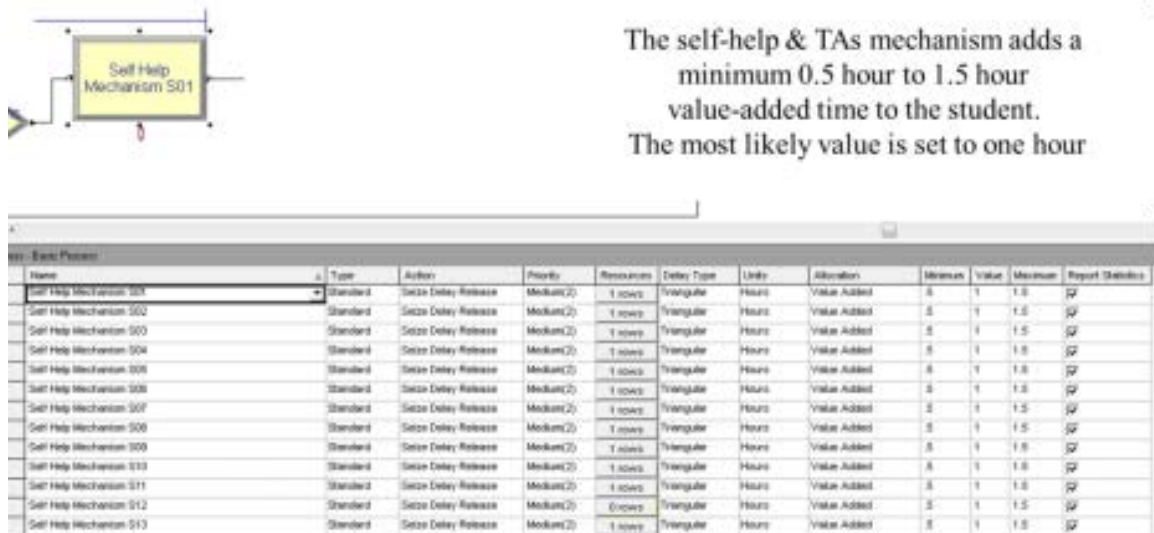 Self Help
Mechanism S01
The self-help & TAs mechanism adds a
minimum 0.5 hour to 1.5 hour
value-added time to the student.
The most likely value is set to one hour
Basic Process
Name Type Action Priority Resources Delay Type Units Allocation Minimum Value Maximum Report Statistics
Self Help Mechanism S01 Standard Seize Delay Release Medium(2) 1 rows Triangular Hours Value Added .5 1 1.5
Self Help Mechanism S02 Standard Seize Delay Release Medium(2) 1 rows Triangular Hours Value Added .5 1 1.5
Self Help Mechanism S03 Standard Seize Delay Release Medium(2) 1 rows Triangular Hours Value Added .5 1 1.5
Self Help Mechanism S04 Standard Seize Delay Release Medium(2) 1 rows Triangular Hours Value Added .5 1 1.5
Self Help Mechanism S05 Standard Seize Delay Release Medium(2) 1 rows Triangular Hours Value Added .5 1 1.5
Self Help Mechanism S06 Standard Seize Delay Release Medium(2) 1 rows Triangular Hours Value Added .5 1 1.5
Self Help Mechanism S07 Standard Seize Delay Release Medium(2) 1 rows Triangular Hours Value Added .5 1 1.5
Self Help Mechanism S08 Standard Seize Delay Release Medium(2) 1 rows Triangular Hours Value Added .5 1 1.5
Self Help Mechanism S09 Standard Seize Delay Release Medium(2) 1 rows Triangular Hours Value Added .5 1 1.5
Self Help Mechanism S10 Standard Seize Delay Release Medium(2) 1 rows Triangular Hours Value Added .5 1 1.5
Self Help Mechanism S11 Standard Seize Delay Release Medium(2) 1 rows Triangular Hours Value Added .5 1 1.5
Self Help Mechanism S12 Standard Seize Delay Release Medium(2) 0 rows Triangular Hours Value Added .5 1 1.5
Self Help Mechanism S13 Standard Seize Delay Release Medium(2) 1 rows Triangular Hours Value Added .5 1 1.5